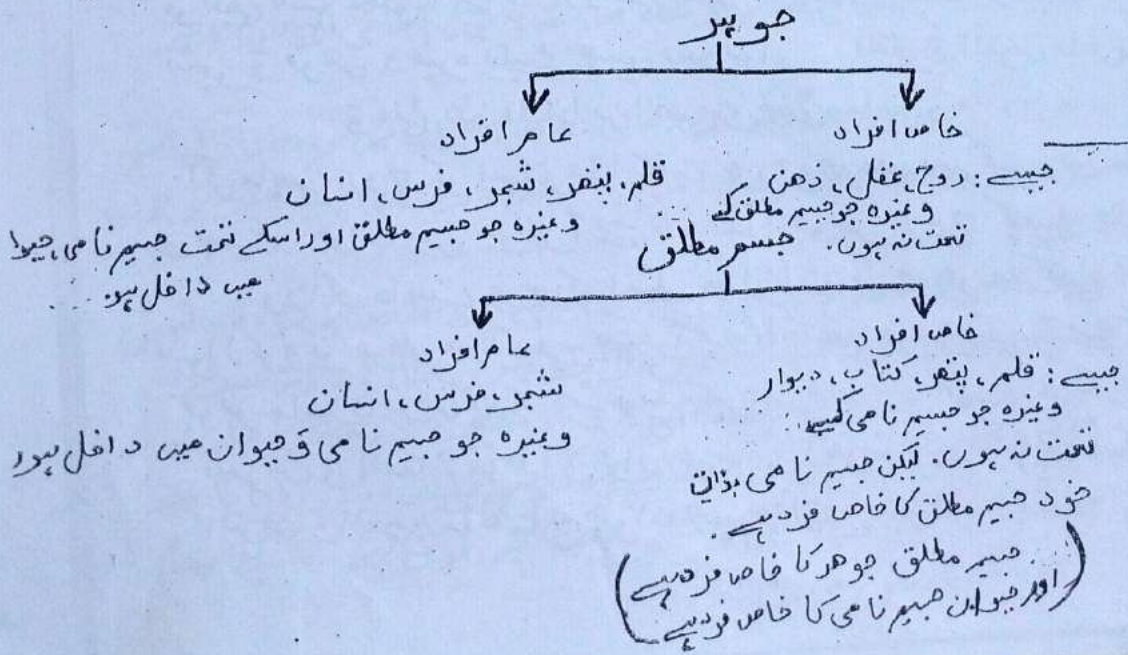 جوہر
خاص افراد
جیسے: روح، عقل، ذھن
وغیرہ جو جسم مطلق کے
تحت نہ ہوں.
عام افراد
قلم، پتھر، شجر، فرس، انسان
وغیرہ جو جسم مطلق اور اسکے تحت جسم نامی، حیوا
میں داخل ہو
جسم مطلق
خاص افراد
جیسے: قلم، پتھر، کتاب، دیوار
وغیرہ جو جسم نامی کے
تحت نہ ہوں. لیکن جسم نامی بذات
خود جسم مطلق کا خاص فرد ہے.
(جسم مطلق جوھر کا خاص فرد ہے
اور حیوان جسم نامی کا خاص فرد ہے)
عام افراد
شجر، فرس، انسان
وغیرہ جو جسم نامی و حیوان میں داخل ہوں